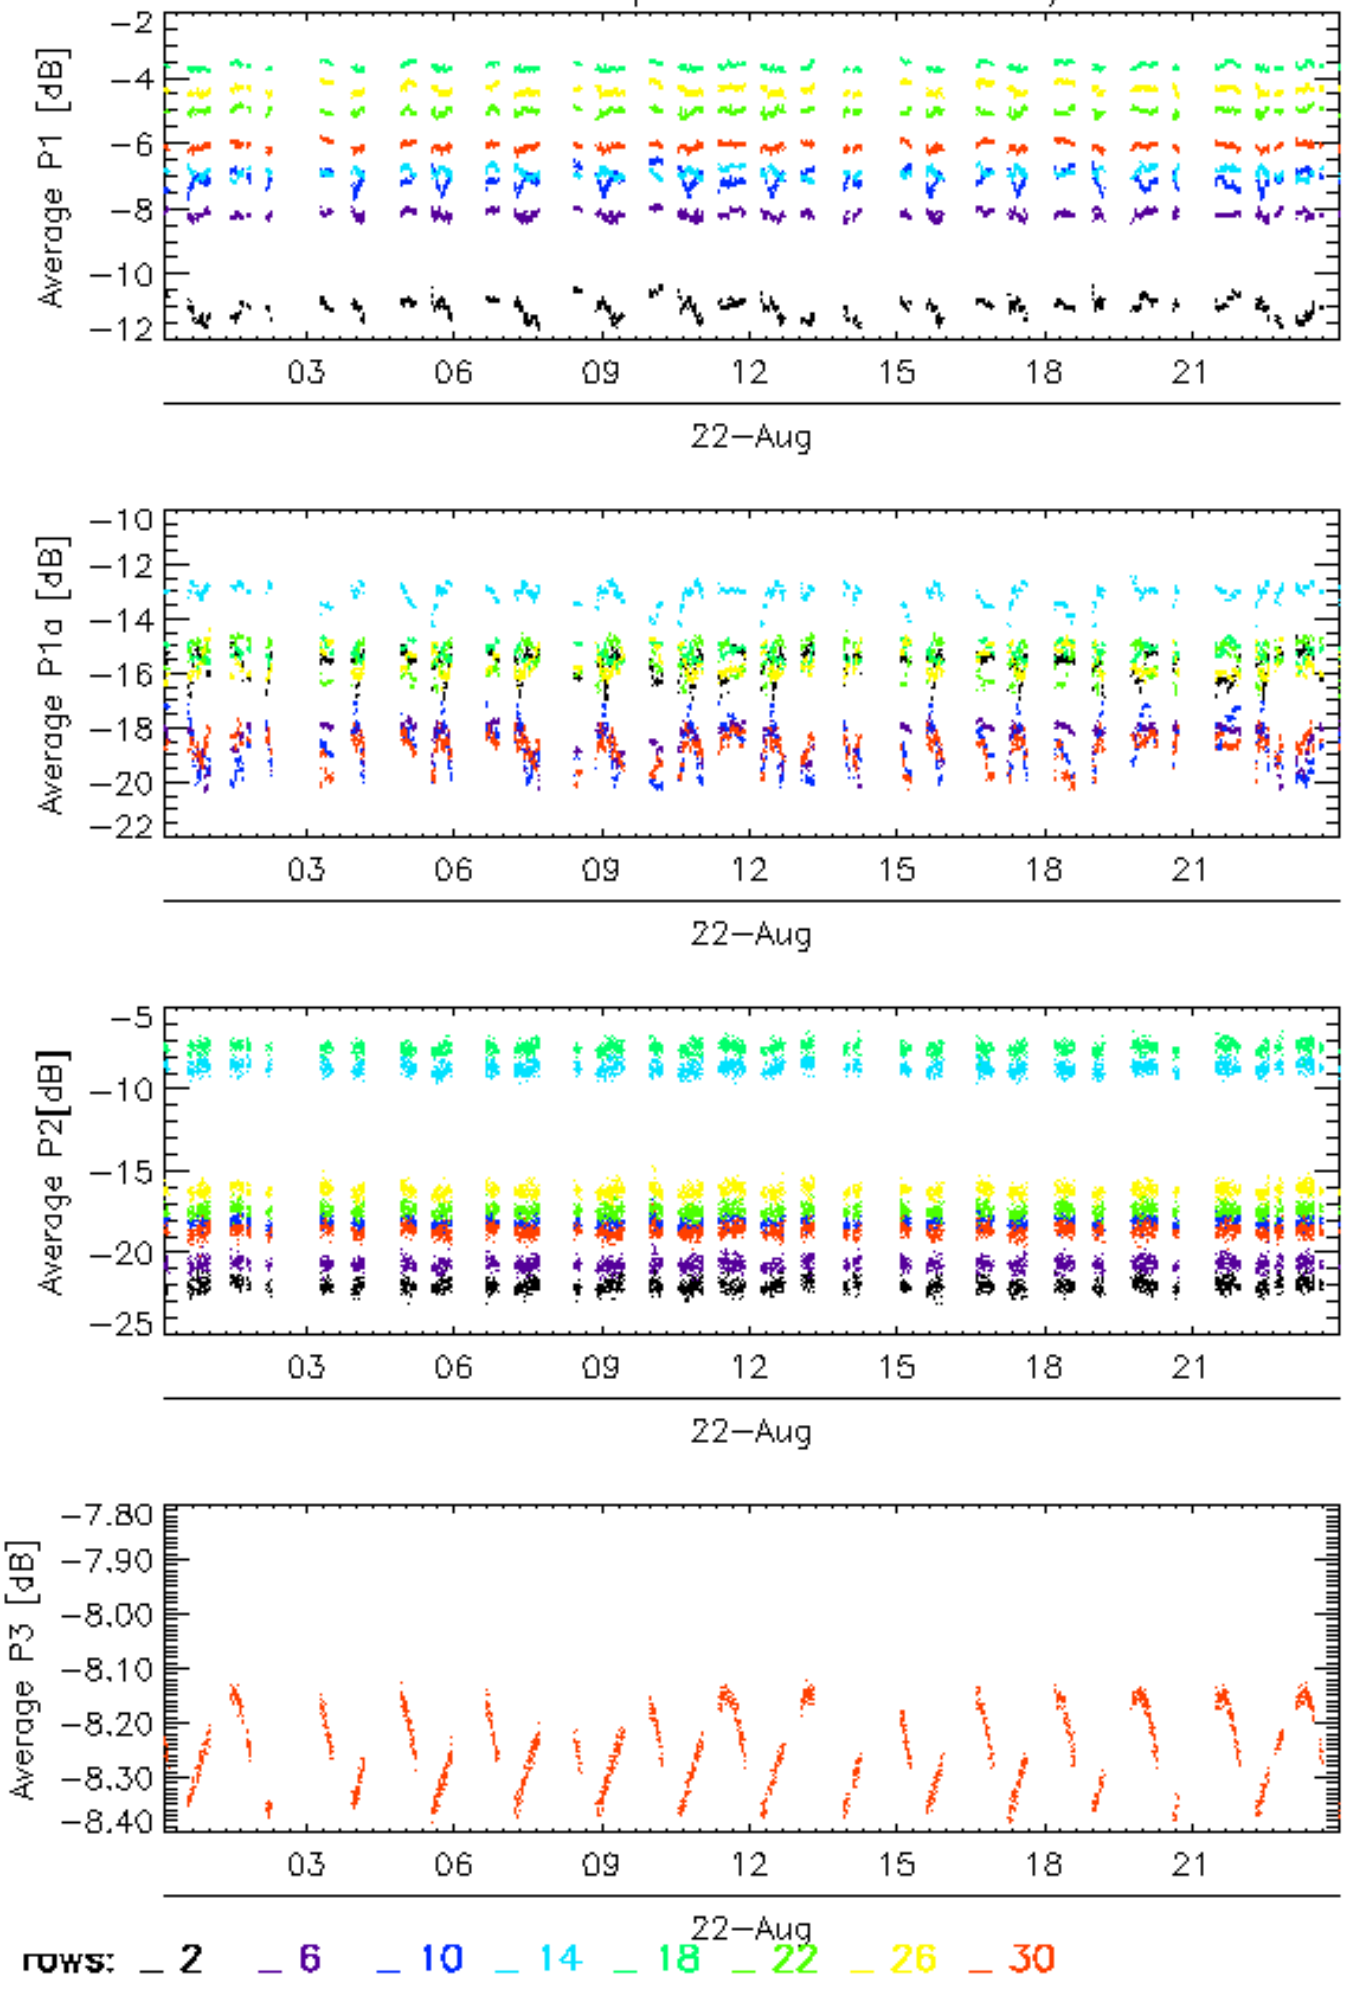 Average P1 [dB]
-2
-4
-6
-8
-10
-12
03 06 09 12 15 18 21
22-Aug
Average P1a [dB]
-10
-12
-14
-16
-18
-20
-22
03 06 09 12 15 18 21
22-Aug
Average P2[dB]
-5
-10
-15
-20
-25
03 06 09 12 15 18 21
22-Aug
Average P3 [dB]
-7.80
-7.90
-8.00
-8.10
-8.20
-8.30
-8.40
03 06 09 12 15 18 21
22-Aug
rows: _ 2 _ 6 _ 10 _ 14 _ 18 _ 22 _ 26 _ 30